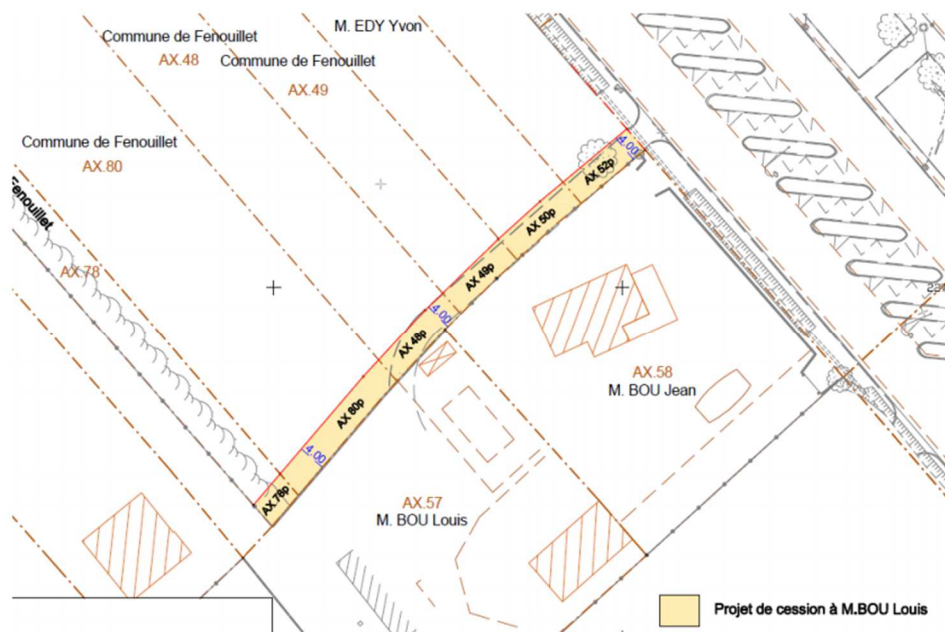 M. EDY Yvon
Commune de Fenouillet
AX.48
Commune de Fenouillet
AX.49
Commune de Fenouillet
AX.80
Fenouillet
AX.78
4.00
AX 52p
AX 50p
AX 49p
4.00
AX 48p
AX 80p
4.00
AX 78p
AX.58
M. BOU Jean
AX.57
M. BOU Louis
Projet de cession à M.BOU Louis